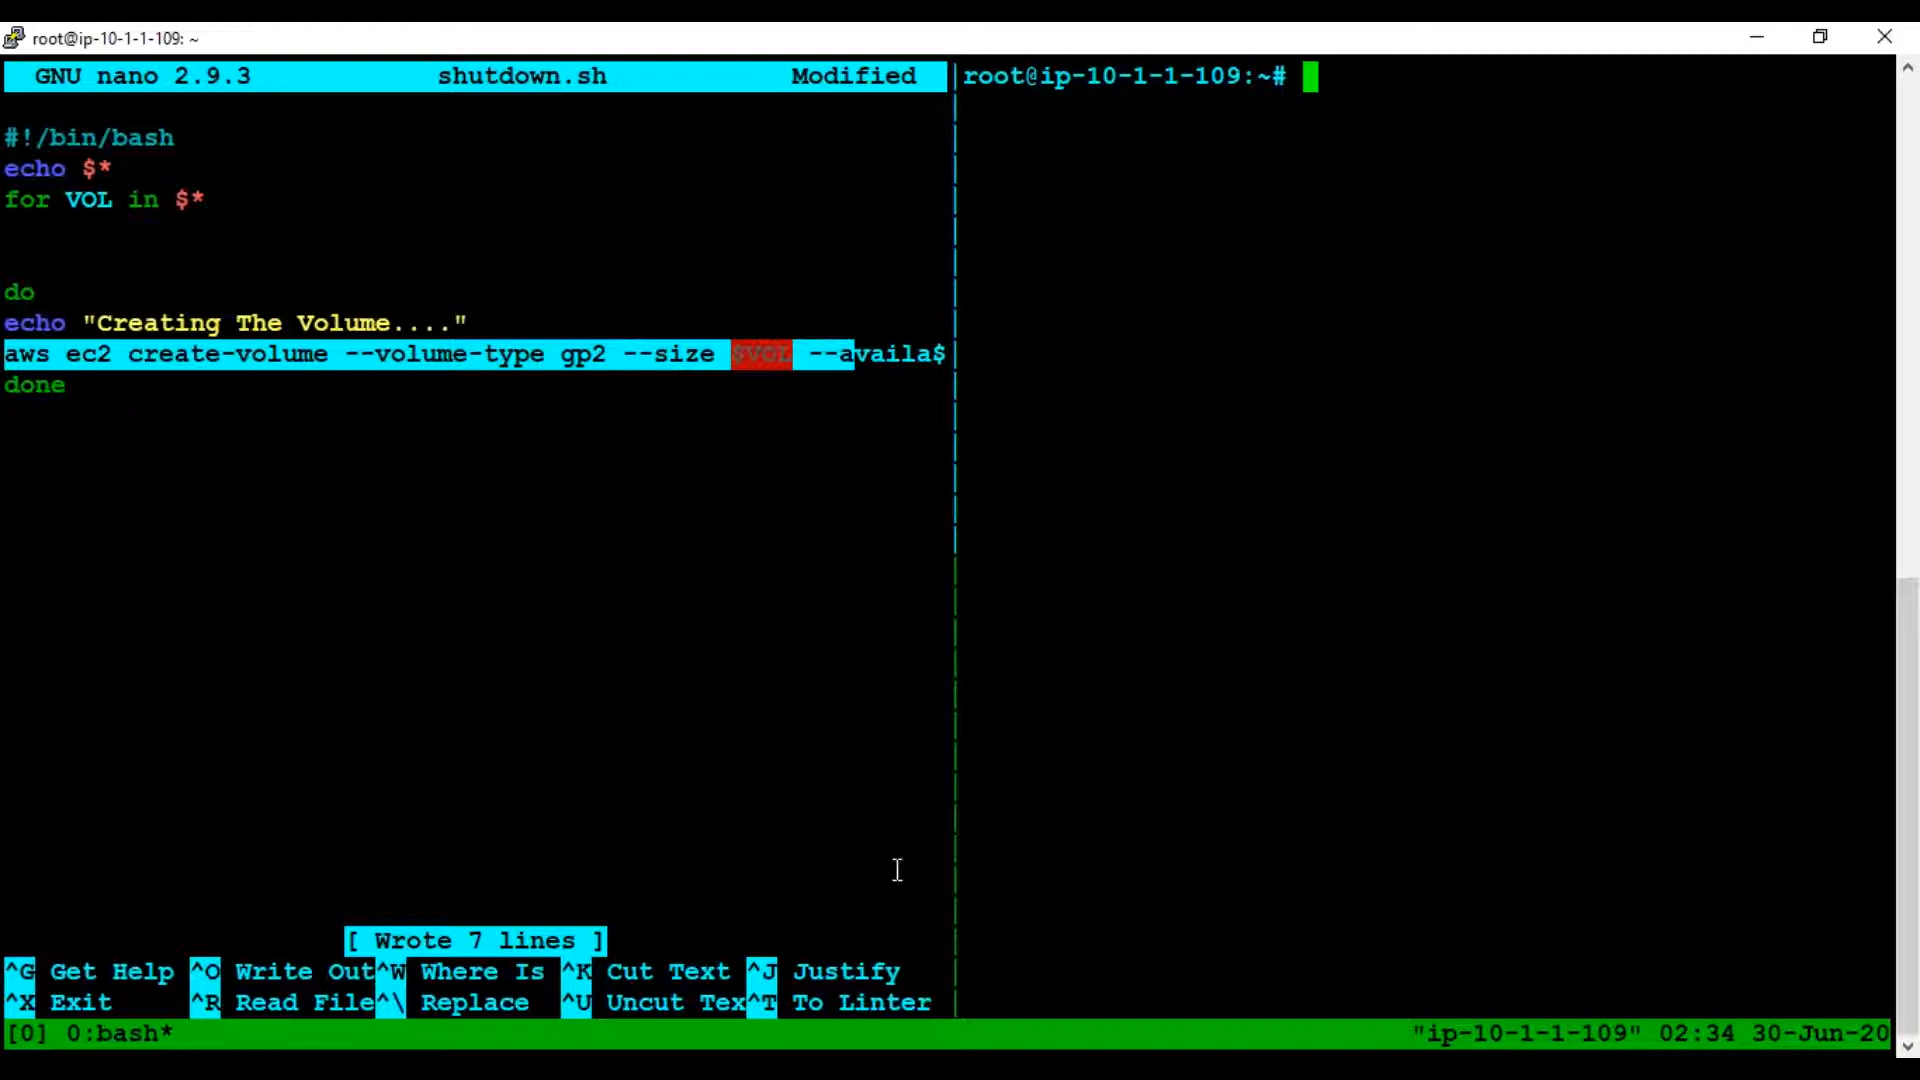 root@ip-10-1-1-109: ~
GNU nano 2.9.3 shutdown.sh Modified
#!/bin/bash
echo $*
for VOL in $*
do
echo "Creating The Volume...."
aws ec2 create-volume --volume-type gp2 --size $VOL --availa$
done
[ Wrote 7 lines ]
^G Get Help ^O Write Out^W Where Is ^K Cut Text ^J Justify
^X Exit ^R Read File^\ Replace ^U Uncut Tex^T To Linter
root@ip-10-1-1-109:~#
[0] 0:bash* "ip-10-1-1-109" 02:34 30-Jun-20